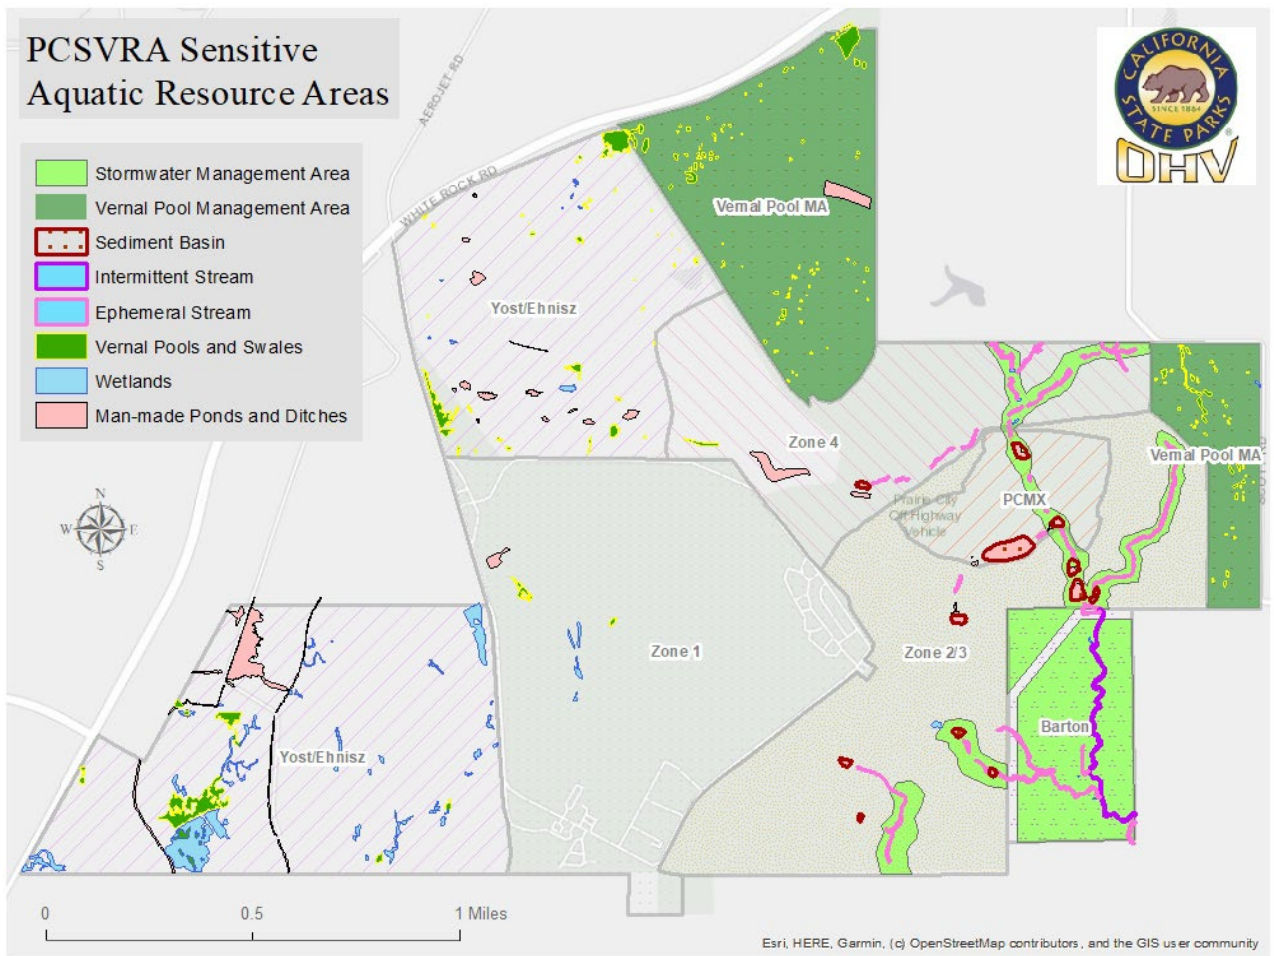 PCSVRA Sensitive
Aquatic Resource Areas
Stormwater Management Area
Vernal Pool Management Area
Sediment Basin
Intermittent Stream
Ephemeral Stream
Vernal Pools and Swales
Wetlands
Man-made Ponds and Ditches
AEROJET RD
WHITE ROCK RD
CALIFORNIA
SINCE 1864
STATE PARKS
®
OHV
Vernal Pool MA
Yost/Ehnisz
Zone 4
Vernal Pool MA
PCMX
Prairie City
Off Highway
Vehicle
N
W E
S
Zone 1
Zone 2/3
Barton
Yost/Ehnisz
0 0.5 1 Miles
Esri, HERE, Garmin, (c) OpenStreetMap contributors, and the GIS user community